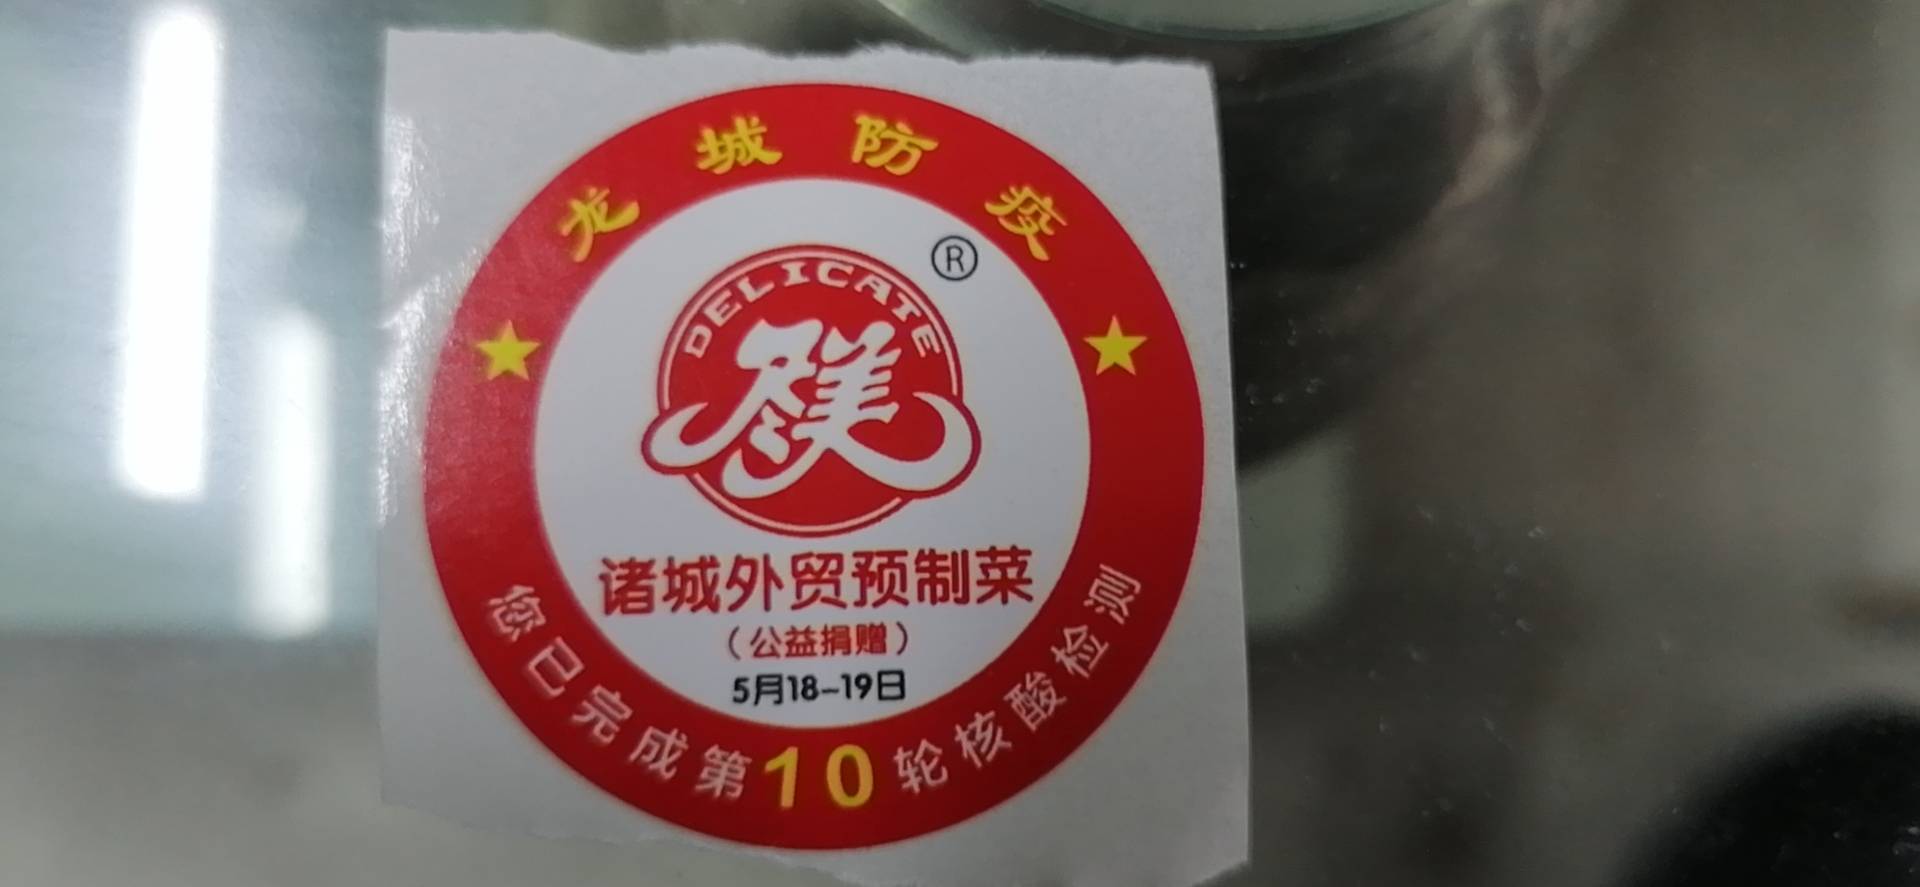 龙城防疫
®
DELICATE
诸城外贸预制菜
（公益捐赠）
5月18-19日
您已完成第10轮核酸检测